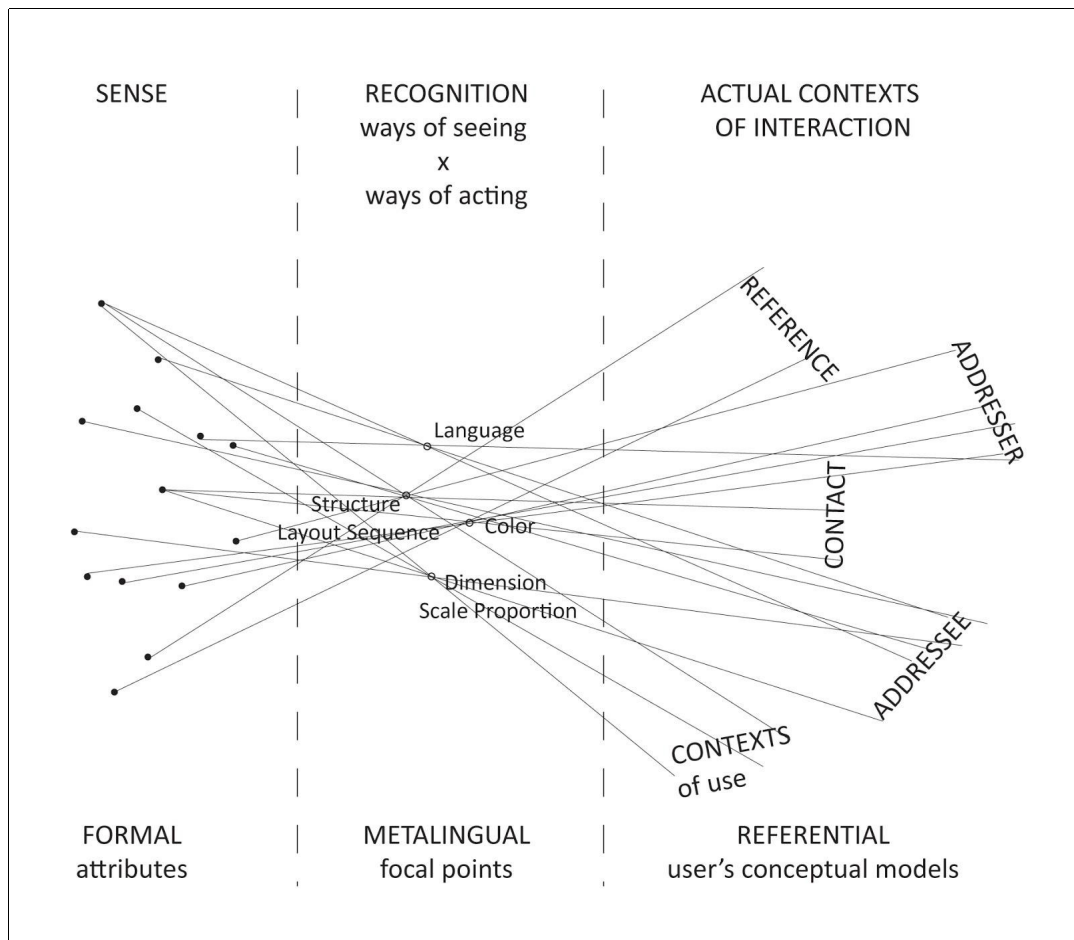 SENSE
RECOGNITION
ways of seeing
x
ways of acting
ACTUAL CONTEXTS
OF INTERACTION
REFERENCE
ADDRESSER
Language
CONTACT
Structure
Layout Sequence
Color
Dimension
Scale Proportion
ADDRESSEE
CONTEXTS
of use
FORMAL
attributes
METALINGUAL
focal points
REFERENTIAL
user's conceptual models